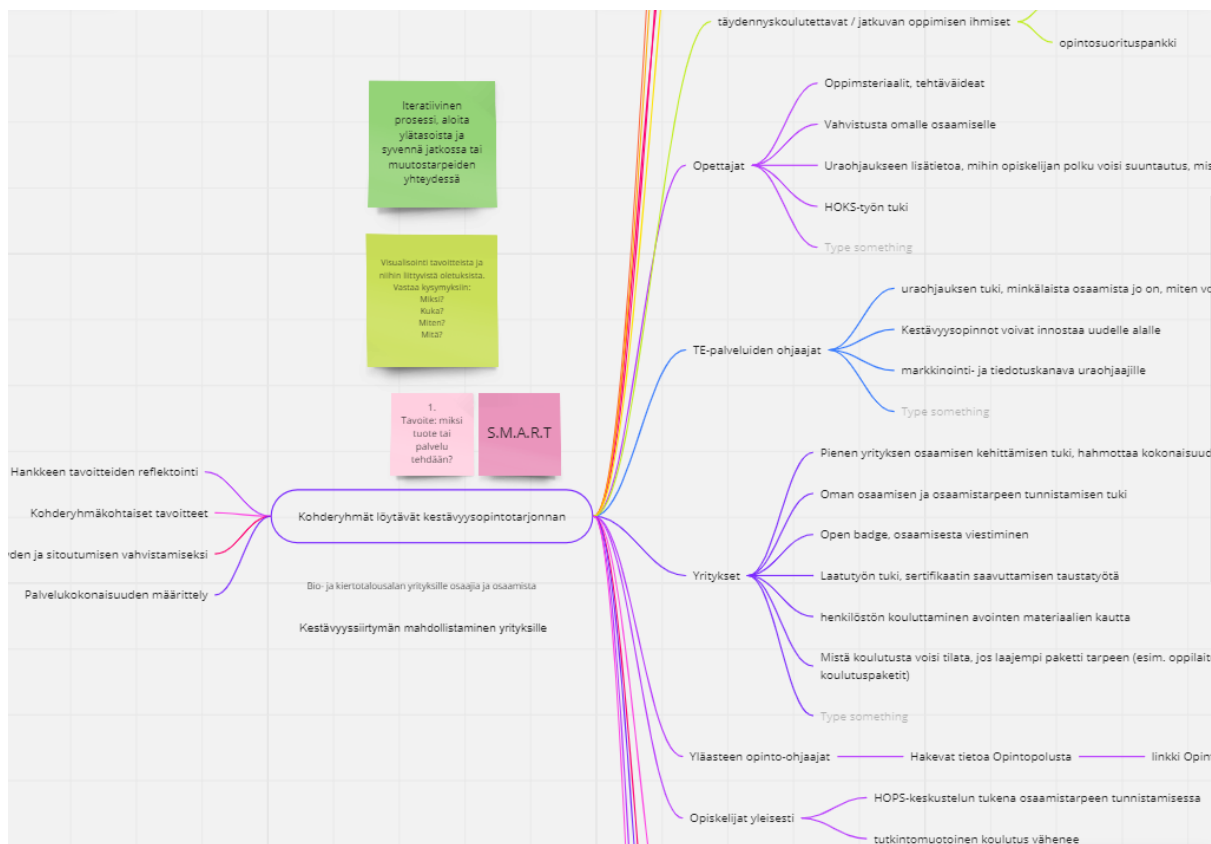 täydennyskoulutettavat / jatkuvan oppimisen ihmiset
opintosuorituspankki
Iteratiivinen
prosessi, aloita
ylätasoista ja
syvennä jatkossa tai
muutostarpeiden
yhteydessä
Visualisointi tavoitteista ja
niihin liittyvistä oletuksista.
Vastaa kysymyksiin:
Miksi?
Kuka?
Miten?
Mitä?
1.
Tavoite: miksi
tuote tai
palvelu
tehdään?
S.M.A.R.T
Hankkeen tavoitteiden reflektointi
Kohderyhmäkohtaiset tavoitteet
den ja sitoutumisen vahvistamiseksi
Palvelukokonaisuuden määrittely
Kohderyhmät löytävät kestävyysopintotarjonnan
Bio- ja kiertotalousalan yrityksille osaajia ja osaamista
Kestävyyssiirtymän mahdollistaminen yrityksille
Opettajat
Oppimsteriaalit, tehtäväideat
Vahvistusta omalle osaamiselle
Uraohjaukseen lisätietoa, mihin opiskelijan polku voisi suuntautus, mis
HOKS-työn tuki
Type something
TE-palveluiden ohjaajat
uraohjauksen tuki, minkälaista osaamista jo on, miten vo
Kestävyysopinnot voivat innostaa uudelle alalle
markkinointi- ja tiedotuskanava uraohjaajille
Type something
Yritykset
Pienen yrityksen osaamisen kehittämisen tuki, hahmottaa kokonaisuud
Oman osaamisen ja osaamistarpeen tunnistamisen tuki
Open badge, osaamisesta viestiminen
Laatutyön tuki, sertifikaatin saavuttamisen taustatyötä
henkilöstön kouluttaminen avointen materiaalien kautta
Mistä koulutusta voisi tilata, jos laajempi paketti tarpeen (esim. oppilait
koulutuspaketit)
Type something
Yläasteen opinto-ohjaajat
Hakevat tietoa Opintopolusta
linkki Opin
Opiskelijat yleisesti
HOPS-keskustelun tukena osaamistarpeen tunnistamisessa
tutkintomuotoinen koulutus vähenee